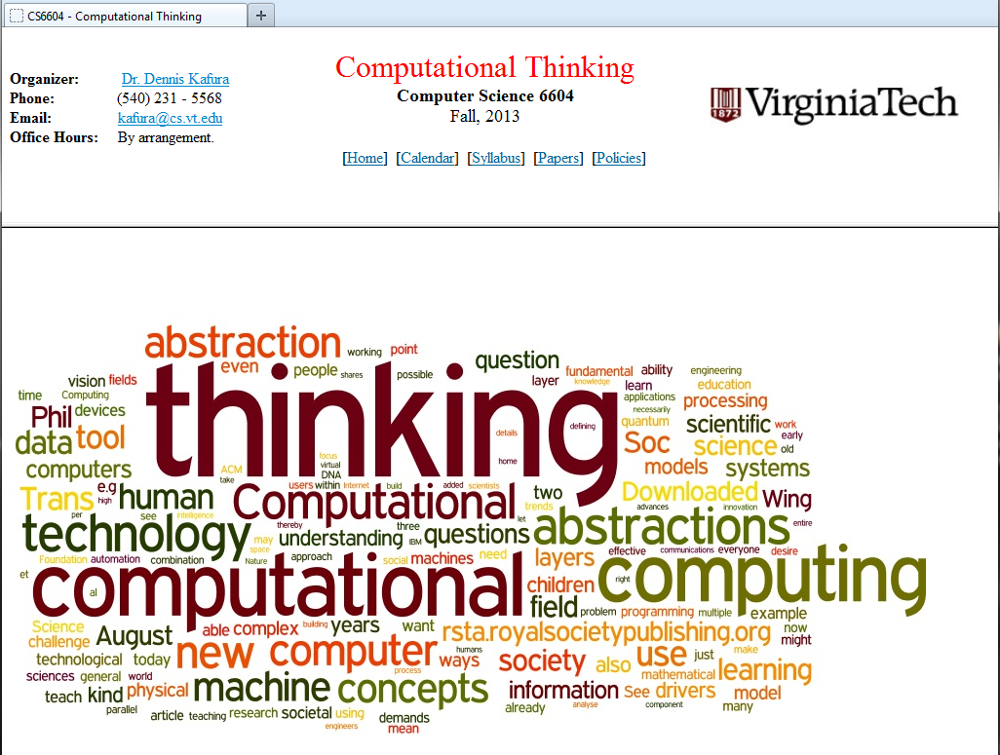 CS6604 - Computational Thinking
Organizer: Dr. Dennis Kafura
Phone: (540) 231 - 5568
Email: kafura@cs.vt.edu
Office Hours: By arrangement.
Computational Thinking
Computer Science 6604
Fall, 2013
[Home] [Calendar] [Syllabus] [Papers] [Policies]
1872
VirginiaTech
abstraction working point question
even people shares possible layer fundamental ability engineering
vision fields thinking knowledge learn education
time Computing applications processing
Phil devices necessarily
data tool details defining quantum scientific work
Soc science early old
computers focus virtual home models systems
ACM DNA
take
Trans e.g human users within Internet build added scientists two Downloaded Wing
high Computational trends advances innovation
per see intelligence thereby three let entire
technology may understanding IBM questions abstractions
space
Foundation automation combination Nature approach social machines need layers effective communications everyone desire
et al computational children right computing
field problem programming multiple example
Science able complex building years want rsta.royalsocietypublishing.org now
challenge August might
technological today new computer humans ways society also use just make
process mathematical learning
sciences general world
teach kind physical machine concepts information See drivers model
parallel already analyse component many
article teaching research societal using demands
engineers mean